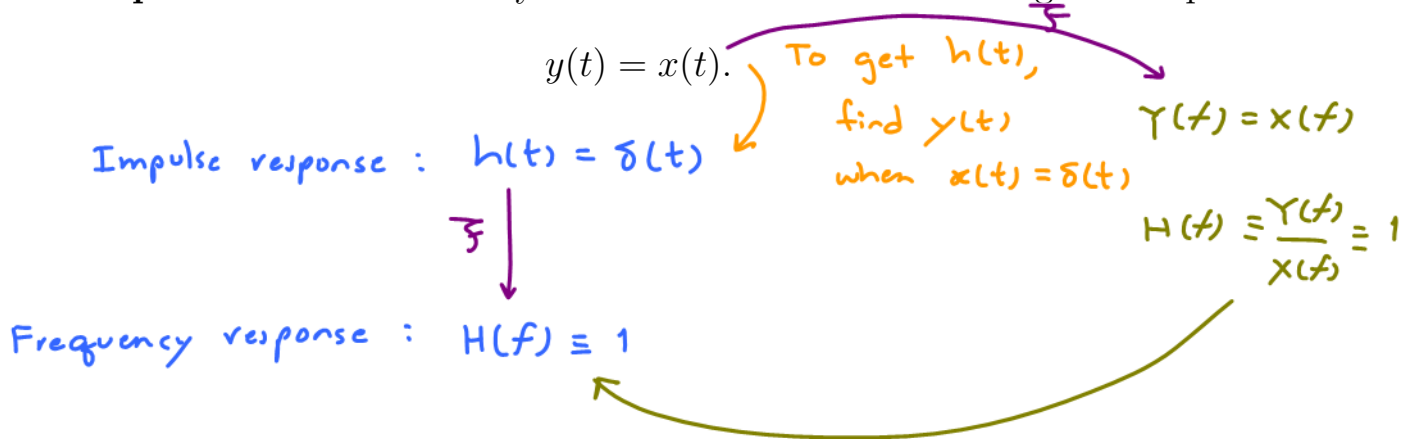 y(t) = x(t).
To get h(t),
find y(t)
when x(t) = δ(t)
Impulse response : h(t) = δ(t)
ℱ
Frequency response : H(f) ≡ 1
ℱ
Y(f) = X(f)
H(f) ≡ Y(f)/X(f) ≡ 1